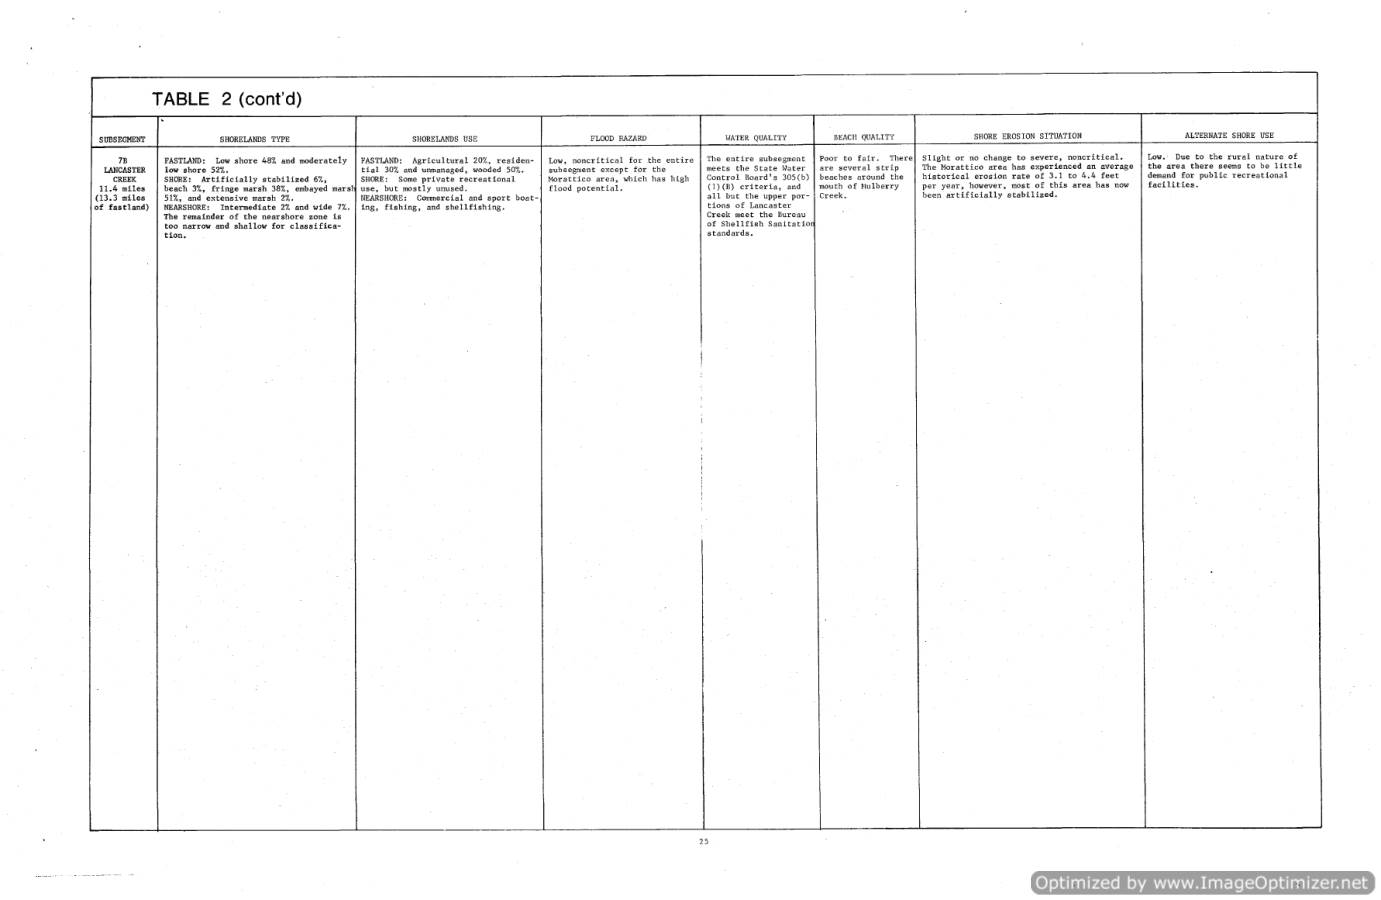 TABLE 2 (cont'd)
SUBSEGMENT
SHORELANDS TYPE
SHORELANDS USE
FLOOD HAZARD
WATER QUALITY
BEACH QUALITY
SHORE EROSION SITUATION
ALTERNATE SHORE USE
7B
LANCASTER
CREEK
11.4 miles
(13.3 miles
of fastland)
FASTLAND: Low shore 48% and moderately
low shore 52%.
SHORE: Artificially stabilized 6%,
beach 3%, fringe marsh 38%, embayed marsh
51%, and extensive marsh 2%.
NEARSHORE: Intermediate 2% and wide 7%.
The remainder of the nearshore zone is
too narrow and shallow for classifica-
tion.
FASTLAND: Agricultural 20%, residen-
tial 30% and unmanaged, wooded 50%.
SHORE: Some private recreational
use, but mostly unused.
NEARSHORE: Commercial and sport boat-
ing, fishing, and shellfishing.
Low, noncritical for the entire
subsegment except for the
Morattico area, which has high
flood potential.
The entire subsegment
meets the State Water
Control Board's 305(b)
(1)(B) criteria, and
all but the upper por-
tions of Lancaster
Creek meet the Bureau
of Shellfish Sanitation
standards.
Poor to fair. There
are several strip
beaches around the
mouth of Mulberry
Creek.
Slight or no change to severe, noncritical.
The Morattico area has experienced an average
historical erosion rate of 3.1 to 4.4 feet
per year, however, most of this area has now
been artificially stabilized.
Low. Due to the rural nature of
the area there seems to be little
demand for public recreational
facilities.
25
Optimized by www.ImageOptimizer.net